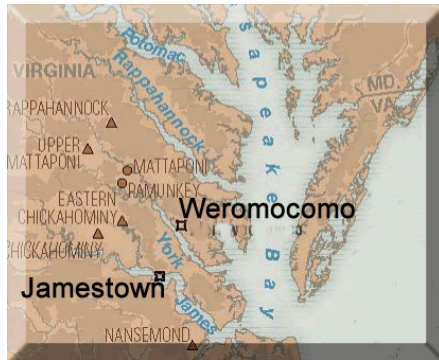 Potomac
VIRGINIA
Rappahannock
MD.
VA.
sapeake Bay
RAPPAHANNOCK
UPPER
MATTAPONI
MATTAPONI
PAMUNKEY
EASTERN
CHICKAHOMINY
Weromocomo
CHICKAHOMINY
York
Jamestown
James
NANSEMOND